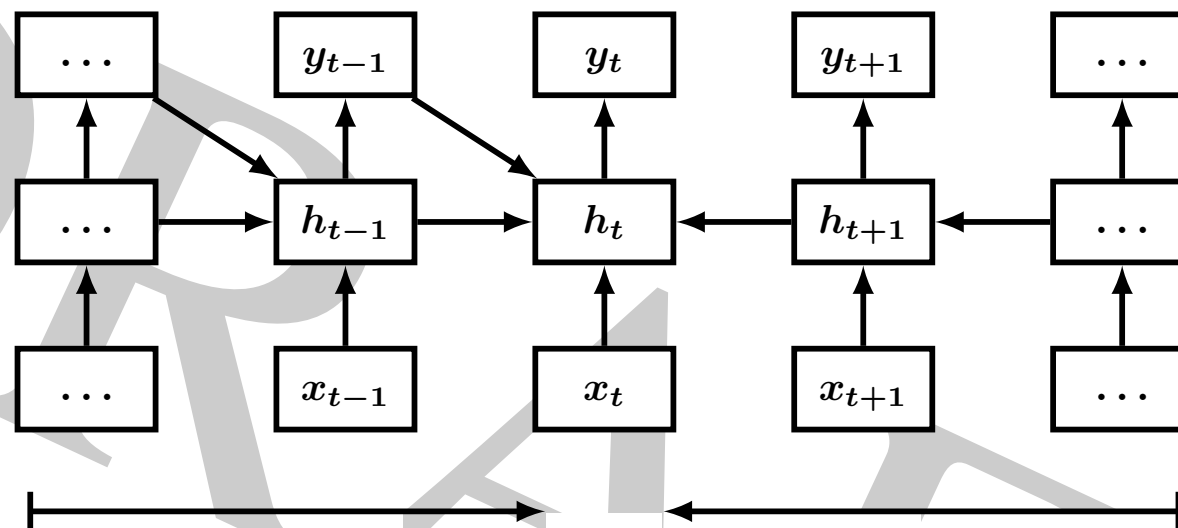 ... y_{t−1} y_t y_{t+1} ...
... h_{t−1} h_t h_{t+1} ...
... x_{t−1} x_t x_{t+1} ...